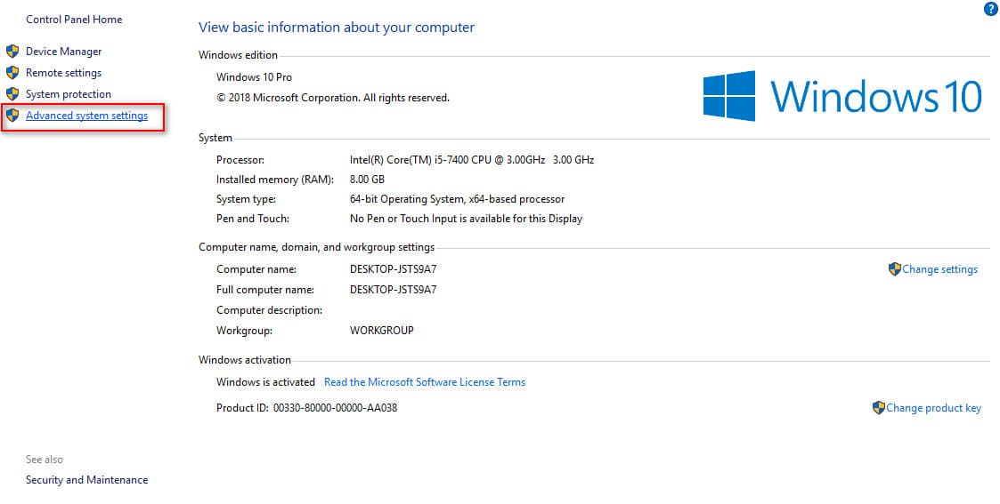 Control Panel Home
Device Manager
Remote settings
System protection
Advanced system settings
See also
Security and Maintenance
?
View basic information about your computer
Windows edition
Windows 10 Pro
© 2018 Microsoft Corporation. All rights reserved.
Windows 10
System
Processor: Intel(R) Core(TM) i5-7400 CPU @ 3.00GHz 3.00 GHz
Installed memory (RAM): 8.00 GB
System type: 64-bit Operating System, x64-based processor
Pen and Touch: No Pen or Touch Input is available for this Display
Computer name, domain, and workgroup settings
Computer name: DESKTOP-JSTS9A7 Change settings
Full computer name: DESKTOP-JSTS9A7
Computer description:
Workgroup: WORKGROUP
Windows activation
Windows is activated Read the Microsoft Software License Terms
Product ID: 00330-80000-00000-AA038 Change product key